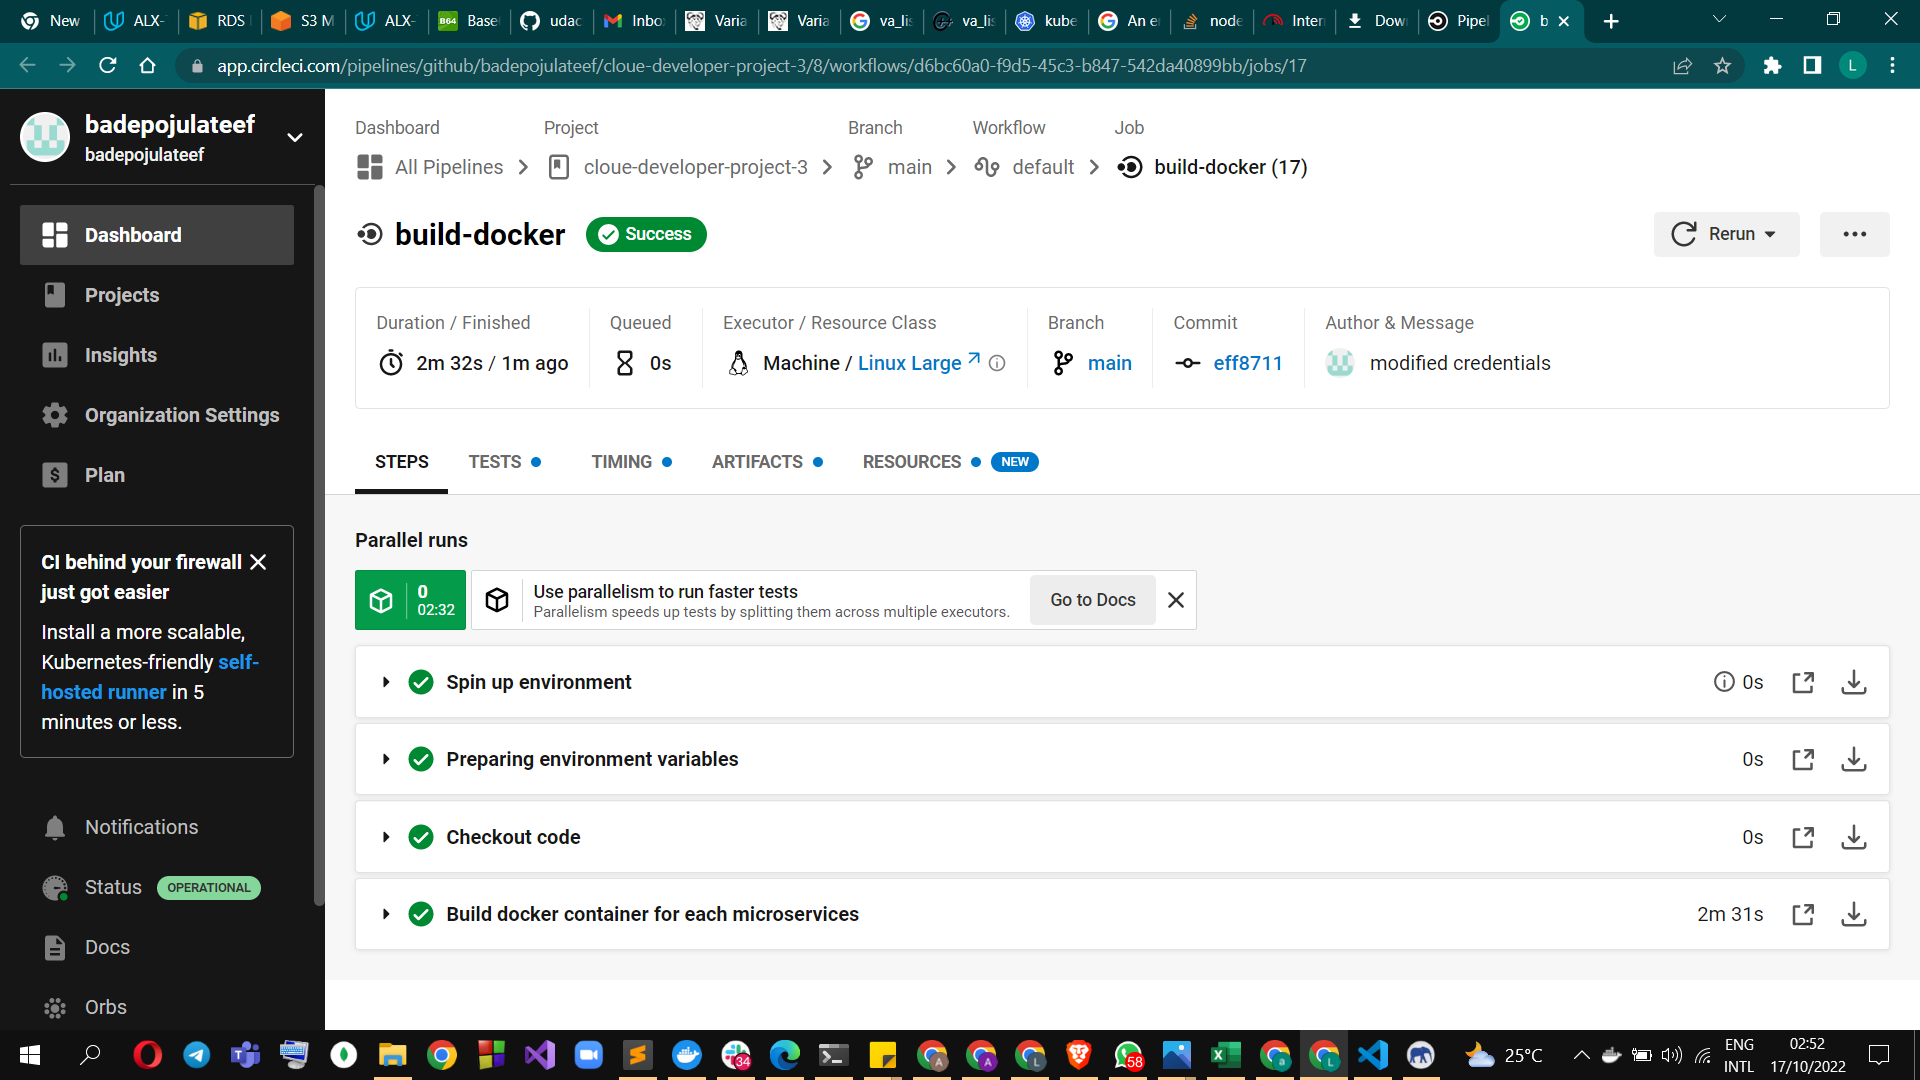 New
ALX-
RDS
S3 M
ALX-
B64
Base
udac
Inbo
Varia
Varia
va_lis
va_lis
kube
An e
node
Inter
Dow
Pipel
b
app.circleci.com/pipelines/github/badepojulateef/cloue-developer-project-3/8/workflows/d6bc60a0-f9d5-45c3-b847-542da40899bb/jobs/17
L
badepojulateef
badepojulateef
Dashboard
Projects
Insights
Organization Settings
Plan
CI behind your firewall
just got easier
Install a more scalable,
Kubernetes-friendly self-
hosted runner in 5
minutes or less.
Notifications
Status OPERATIONAL
Docs
Orbs
Dashboard Project Branch Workflow Job
All Pipelines cloue-developer-project-3 main default build-docker (17)
build-docker Success
Rerun
Duration / Finished Queued Executor / Resource Class Branch Commit Author & Message
2m 32s / 1m ago 0s Machine / Linux Large main eff8711 modified credentials
STEPS TESTS TIMING ARTIFACTS RESOURCES NEW
Parallel runs
0
02:32
Use parallelism to run faster tests
Parallelism speeds up tests by splitting them across multiple executors.
Go to Docs
Spin up environment 0s
Preparing environment variables 0s
Checkout code 0s
Build docker container for each microservices 2m 31s
34
A
A
L
58
a
L
25°C
ENG
INTL
02:52
17/10/2022